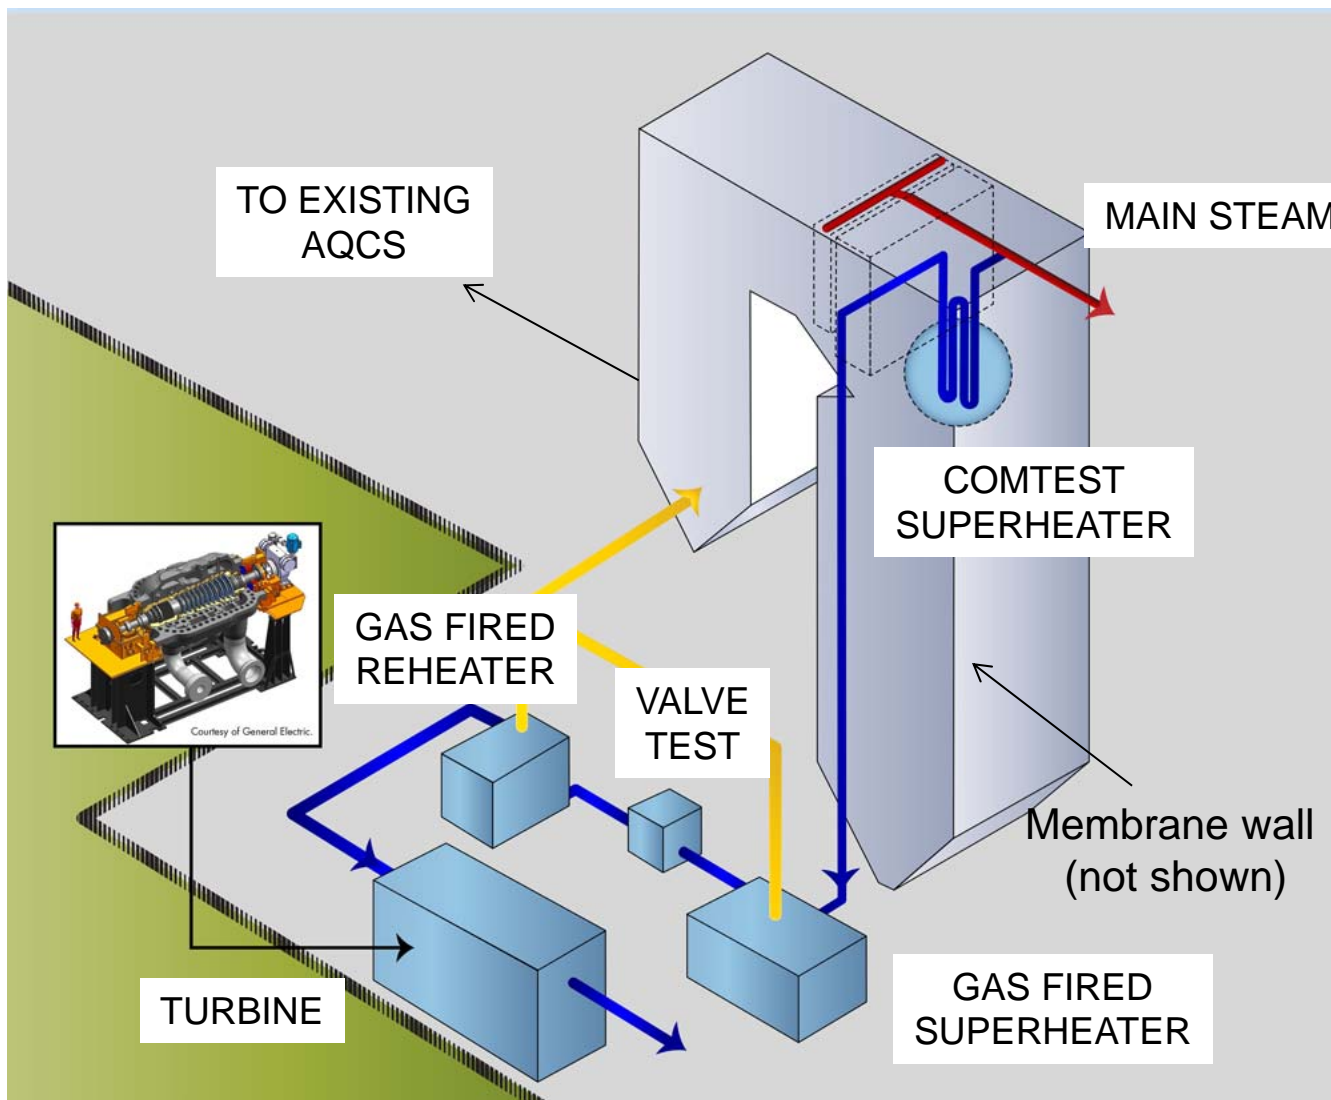 TO EXISTING
AQCS
MAIN STEAM
COMTEST
SUPERHEATER
GAS FIRED
REHEATER
VALVE
TEST
Courtesy of General Electric.
Membrane wall
(not shown)
TURBINE
GAS FIRED
SUPERHEATER